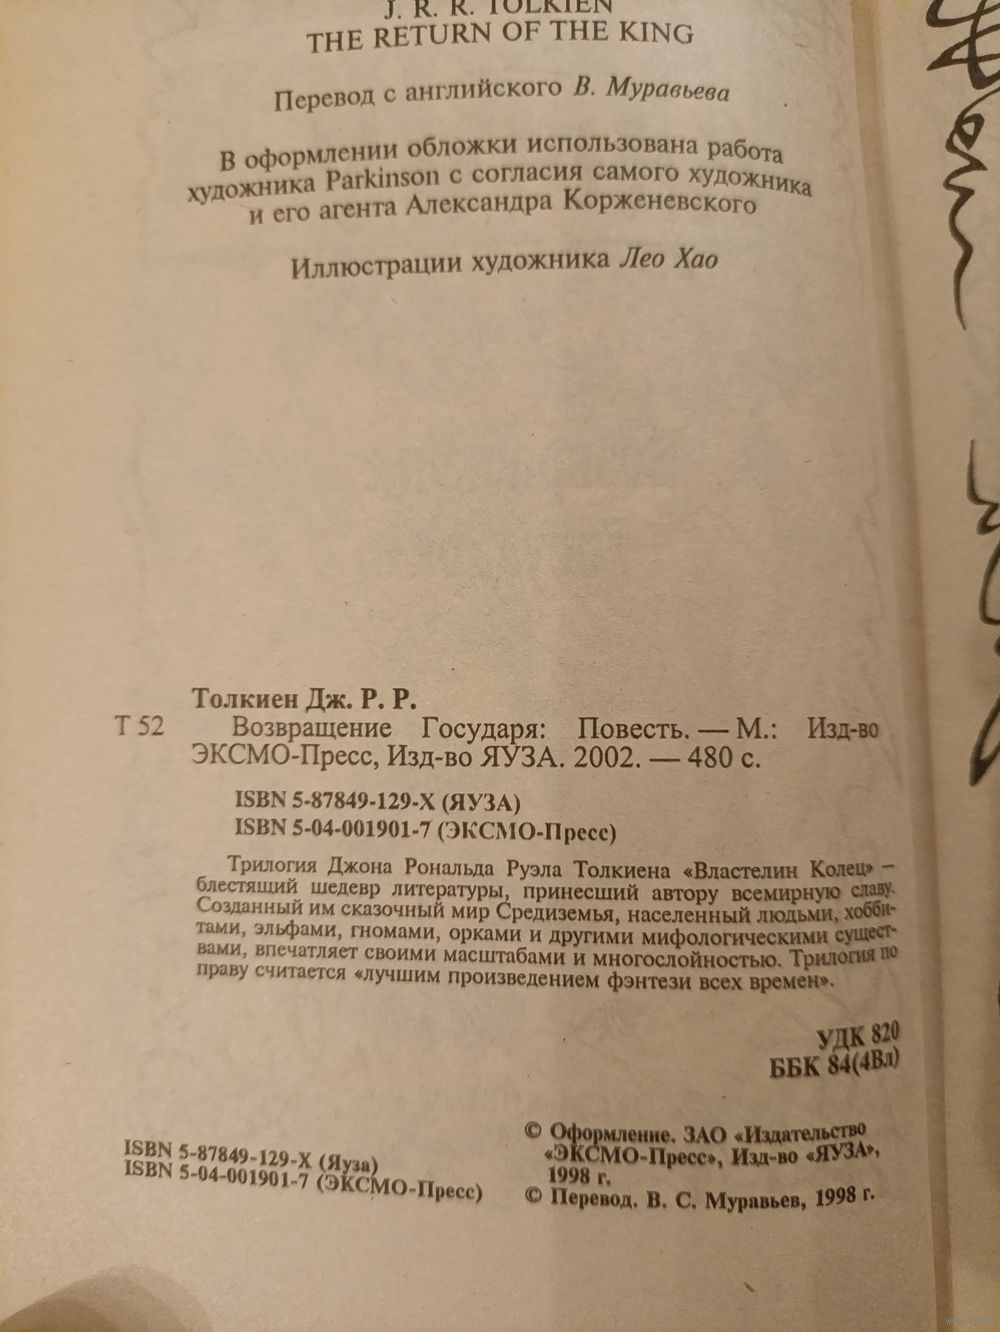 J. R. R. TOLKIEN
THE RETURN OF THE KING
Перевод с английского В. Муравьева
В оформлении обложки использована работа
художника Parkinson с согласия самого художника
и его агента Александра Корженевского
Иллюстрации художника Лео Хао
Толкиен Дж. Р. Р.
Т 52 Возвращение Государя: Повесть. — М.: Изд-во
ЭКСМО-Пресс, Изд-во ЯУЗА. 2002. — 480 с.
ISBN 5-87849-129-X (ЯУЗА)
ISBN 5-04-001901-7 (ЭКСМО-Пресс)
Трилогия Джона Рональда Руэла Толкиена «Властелин Колец» —
блестящий шедевр литературы, принесший автору всемирную славу.
Созданный им сказочный мир Средиземья, населенный людьми, хобби-
тами, эльфами, гномами, орками и другими мифологическими сущест-
вами, впечатляет своими масштабами и многослойностью. Трилогия по
праву считается «лучшим произведением фэнтези всех времен».
УДК 820
ББК 84(4Вл)
ISBN 5-87849-129-X (Яуза)
ISBN 5-04-001901-7 (ЭКСМО-Пресс)
© Оформление. ЗАО «Издательство
«ЭКСМО-Пресс», Изд-во «ЯУЗА»,
1998 г.
© Перевод. В. С. Муравьев, 1998 г.